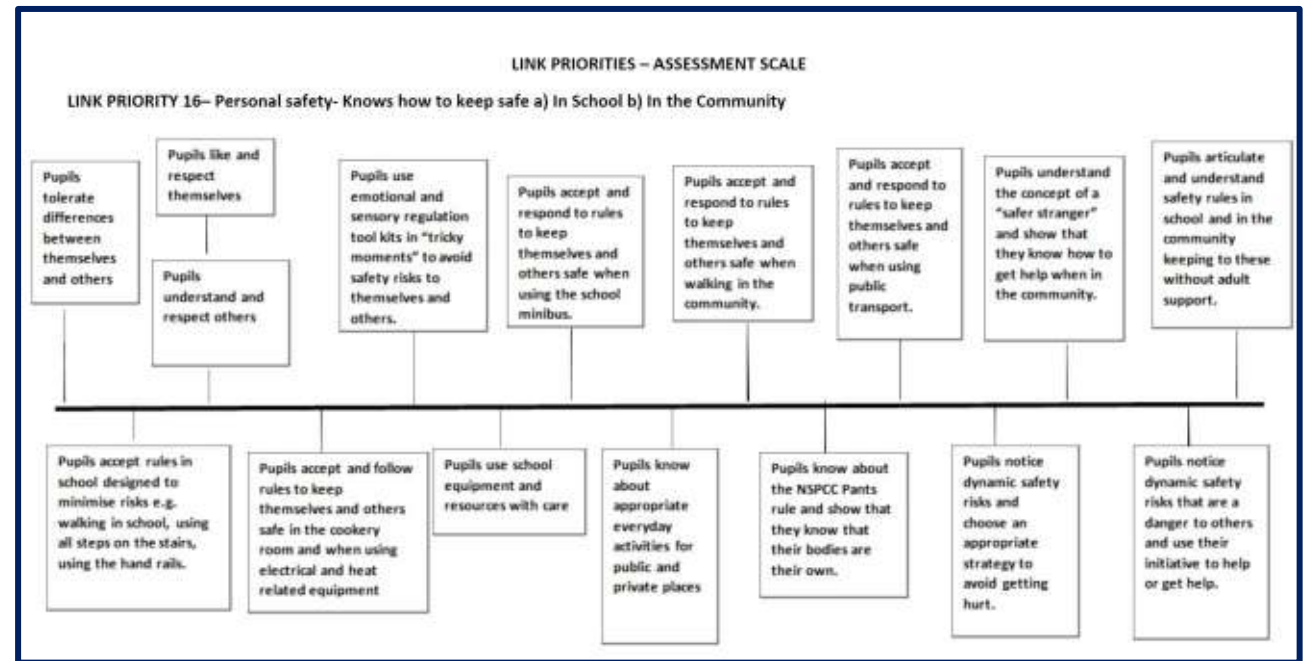 LINK PRIORITIES – ASSESSMENT SCALE
LINK PRIORITY 16– Personal safety- Knows how to keep safe a) In School b) In the Community
Pupils
tolerate
differences
between
themselves
and others
Pupils like and
respect
themselves
Pupils
understand and
respect others
Pupils use
emotional and
sensory regulation
tool kits in "tricky
moments" to avoid
safety risks to
themselves and
others.
Pupils accept and
respond to rules
to keep
themselves and
others safe when
using the school
minibus.
Pupils accept and
respond to rules
to keep
themselves and
others safe when
walking in the
community.
Pupils accept
and respond to
rules to keep
themselves and
others safe
when using
public
transport.
Pupils understand
the concept of a
"safer stranger"
and show that
they know how to
get help when in
the community.
Pupils articulate
and understand
safety rules in
school and in the
community
keeping to these
without adult
support.
Pupils accept rules in
school designed to
minimise risks e.g.
walking in school, using
all steps on the stairs,
using the hand rails.
Pupils accept and follow
rules to keep
themselves and others
safe in the cookery
room and when using
electrical and heat
related equipment
Pupils use school
equipment and
resources with care
Pupils know
about
appropriate
everyday
activities for
public and
private places
Pupils know about
the NSPCC Pants
rule and show that
they know that
their bodies are
their own.
Pupils notice
dynamic safety
risks and
choose an
appropriate
strategy to
avoid getting
hurt.
Pupils notice
dynamic safety
risks that are a
danger to others
and use their
initiative to help
or get help.